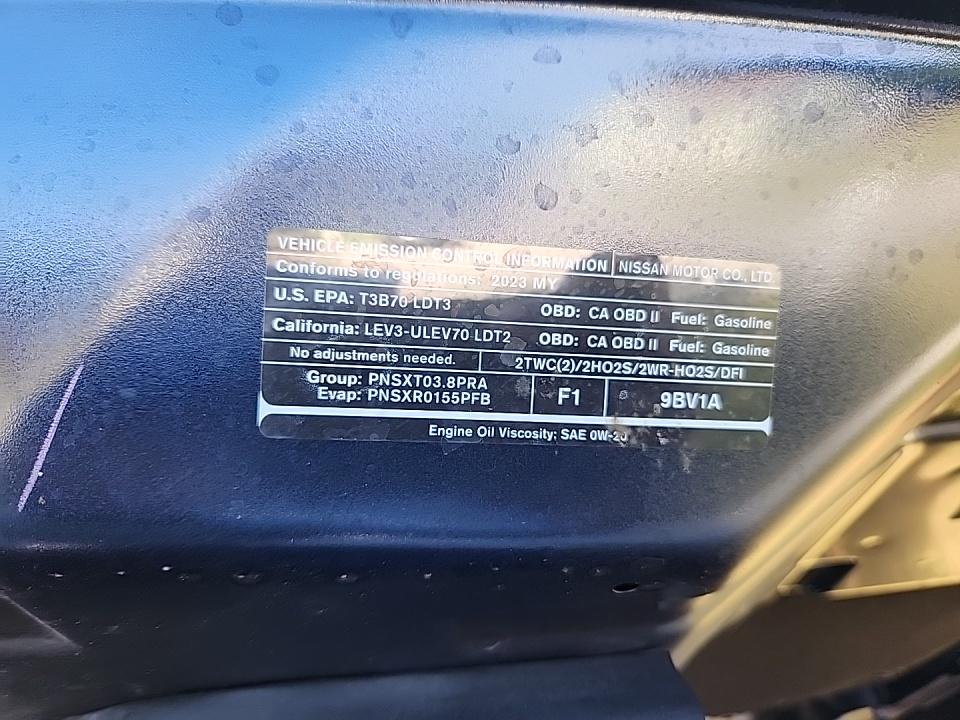 VEHICLE EMISSION CONTROL INFORMATION NISSAN MOTOR CO., LTD.
Conforms to regulations: 2023 MY
U.S. EPA: T3B70 LDT3 OBD: CA OBD II Fuel: Gasoline
California: LEV3-ULEV70 LDT2 OBD: CA OBD II Fuel: Gasoline
No adjustments needed. 2TWC(2)/2HO2S/2WR-HO2S/DFI
Group: PNSXT03.8PRA
Evap: PNSXR0155PFB
F1 9BV1A
Engine Oil Viscosity: SAE 0W-20